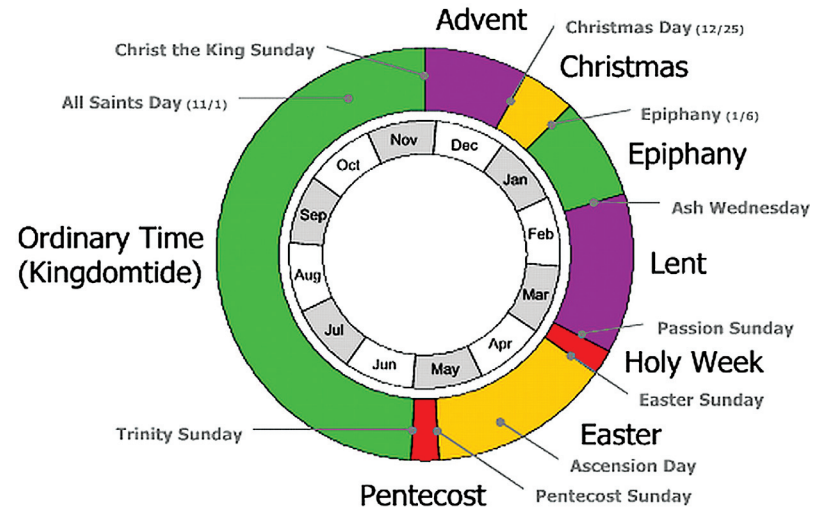 Advent
Christmas Day (12/25)
Christ the King Sunday
Christmas
All Saints Day (11/1)
Epiphany (1/6)
Nov
Dec
Oct
Jan
Epiphany
Sep
Ash Wednesday
Feb
Ordinary Time
(Kingdomtide)
Lent
Aug
Mar
Jul
Apr
Passion Sunday
Jun
May
Holy Week
Easter Sunday
Trinity Sunday
Easter
Ascension Day
Pentecost
Pentecost Sunday